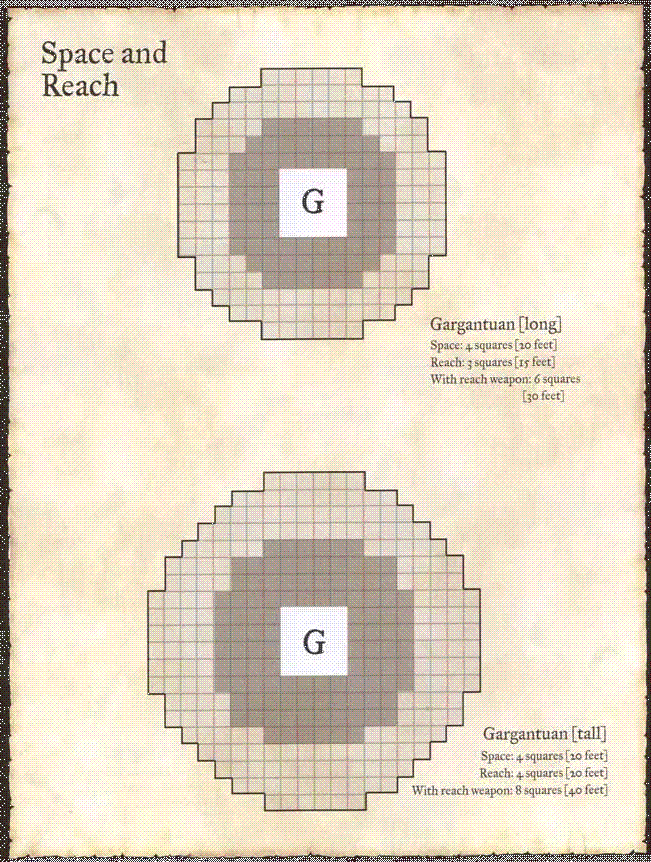 Space and
Reach
G
Gargantuan [long]
Space: 4 squares [20 feet]
Reach: 3 squares [15 feet]
With reach weapon: 6 squares
[30 feet]
G
Gargantuan [tall]
Space: 4 squares [20 feet]
Reach: 4 squares [20 feet]
With reach weapon: 8 squares [40 feet]